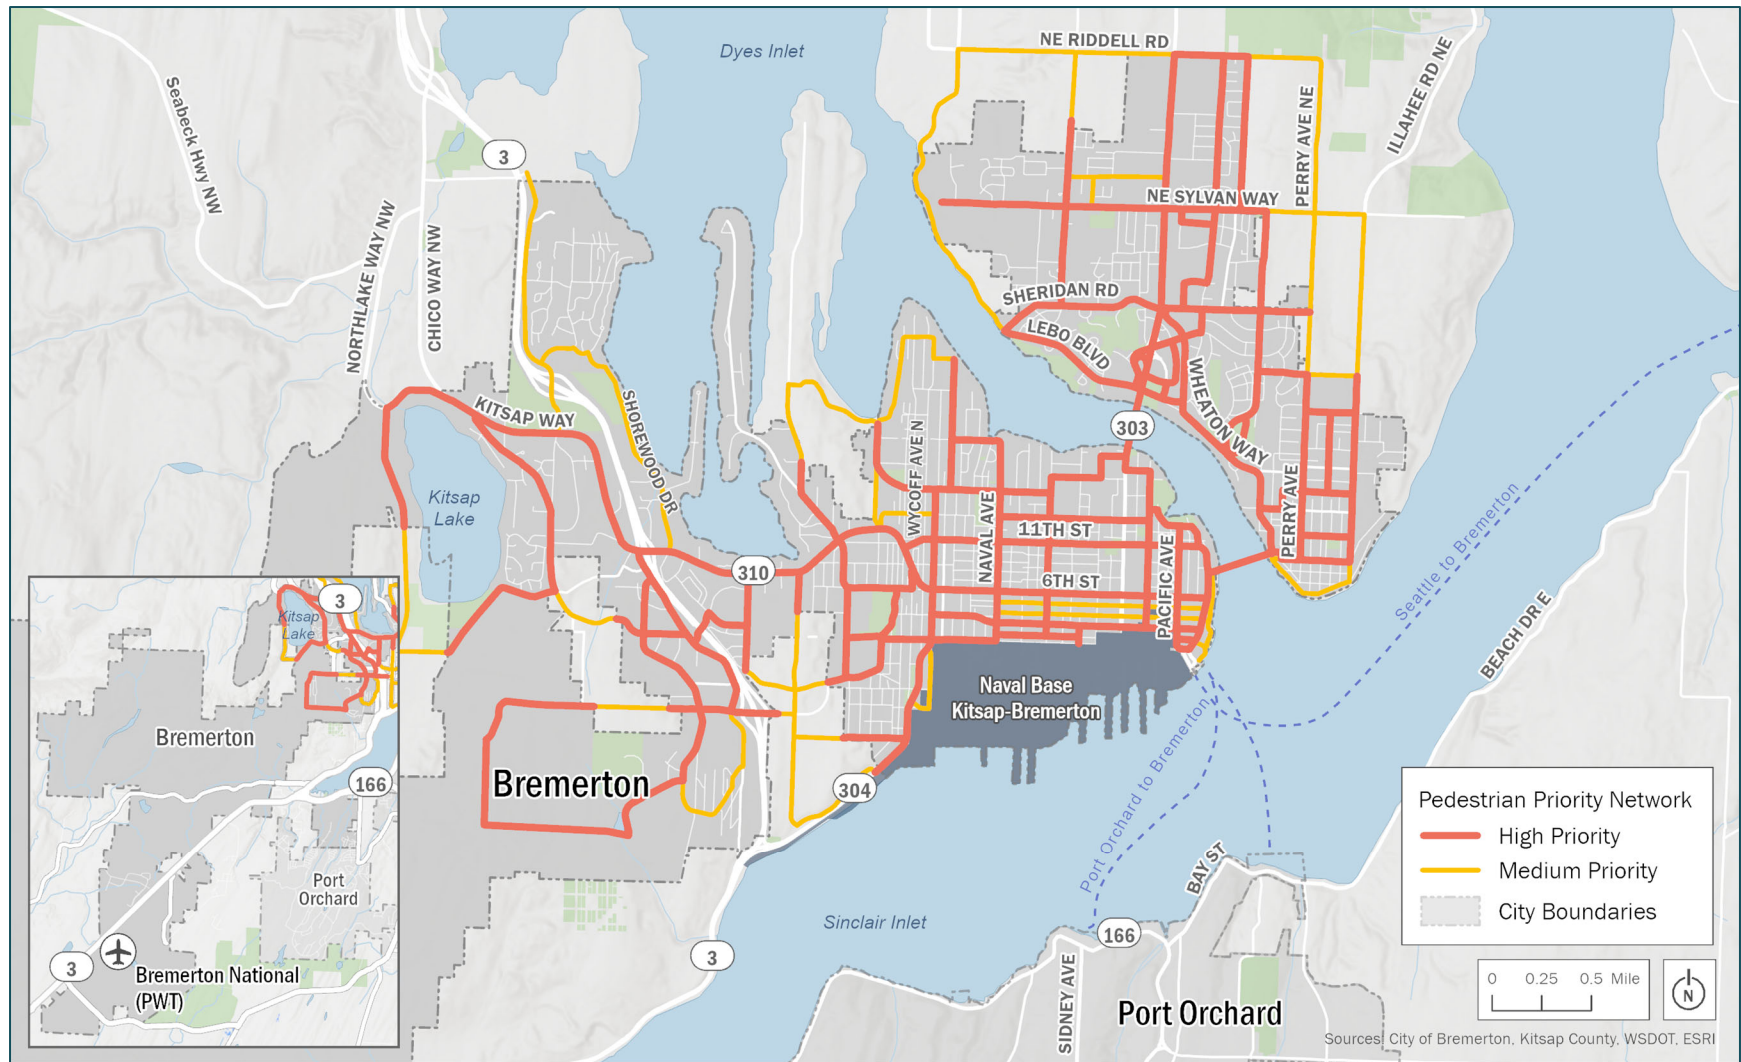 Dyes Inlet
NE RIDDELL RD
ILLAHEE RD NE
PERRY AVE NE
Seabeck Hwy NW
3
NE SYLVAN WAY
NORTHLAKE WAY NW
CHICO WAY NW
SHERIDAN RD
LEBO BLVD
KITSAP WAY
SHOREWOOD DR
WHEATON WAY
303
WYCOFF AVE N
Kitsap
Lake
NAVAL AVE
PERRY AVE
11TH ST
PACIFIC AVE
6TH ST
310
Seattle to Bremerton
BEACH DR E
3
Kitsap
Lake
Bremerton
166
Port
Orchard
3
Bremerton National
(PWT)
Naval Base
Kitsap-Bremerton
Bremerton
304
Port Orchard to Bremerton
Sinclair Inlet
BAY ST
166
3
SIDNEY AVE
Port Orchard
Pedestrian Priority Network
High Priority
Medium Priority
City Boundaries
0 0.25 0.5 Mile
N
Sources: City of Bremerton, Kitsap County, WSDOT, ESRI